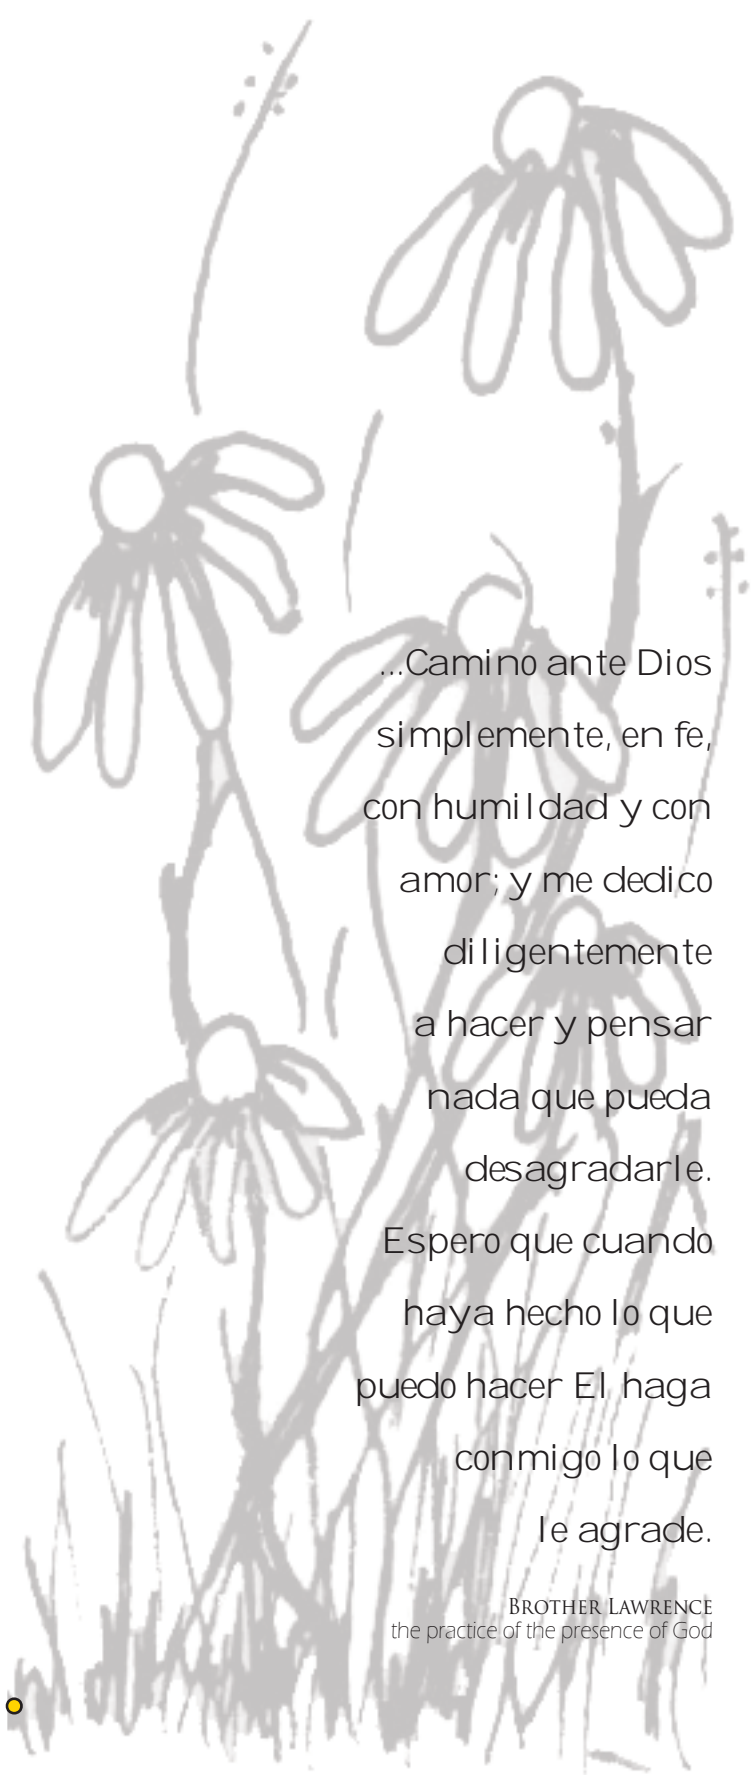 ...Camino ante Dios
simplemente, en fe,
con humildad y con
amor; y me dedico
diligentemente
a hacer y pensar
nada que pueda
desagradarle.
Espero que cuando
haya hecho lo que
puedo hacer El haga
conmigo lo que
le agrade.
BROTHER LAWRENCE
the practice of the presence of God